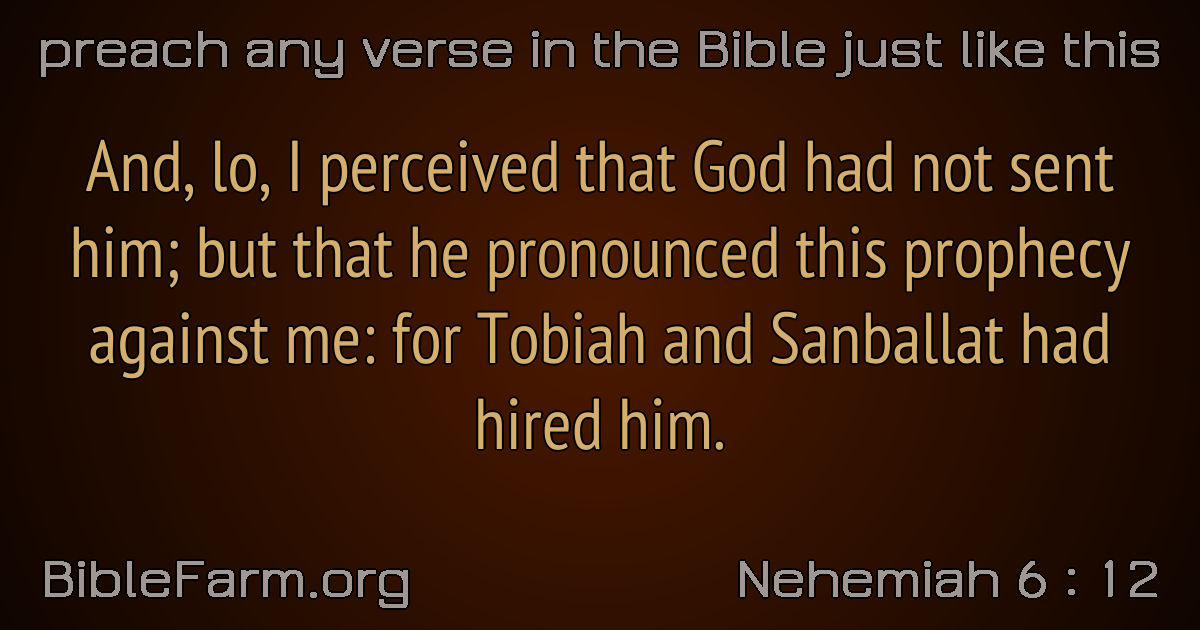 preach any verse in the Bible just like this
And, lo, I perceived that God had not sent
him; but that he pronounced this prophecy
against me: for Tobiah and Sanballat had
hired him.
BibleFarm.org
Nehemiah 6 : 12